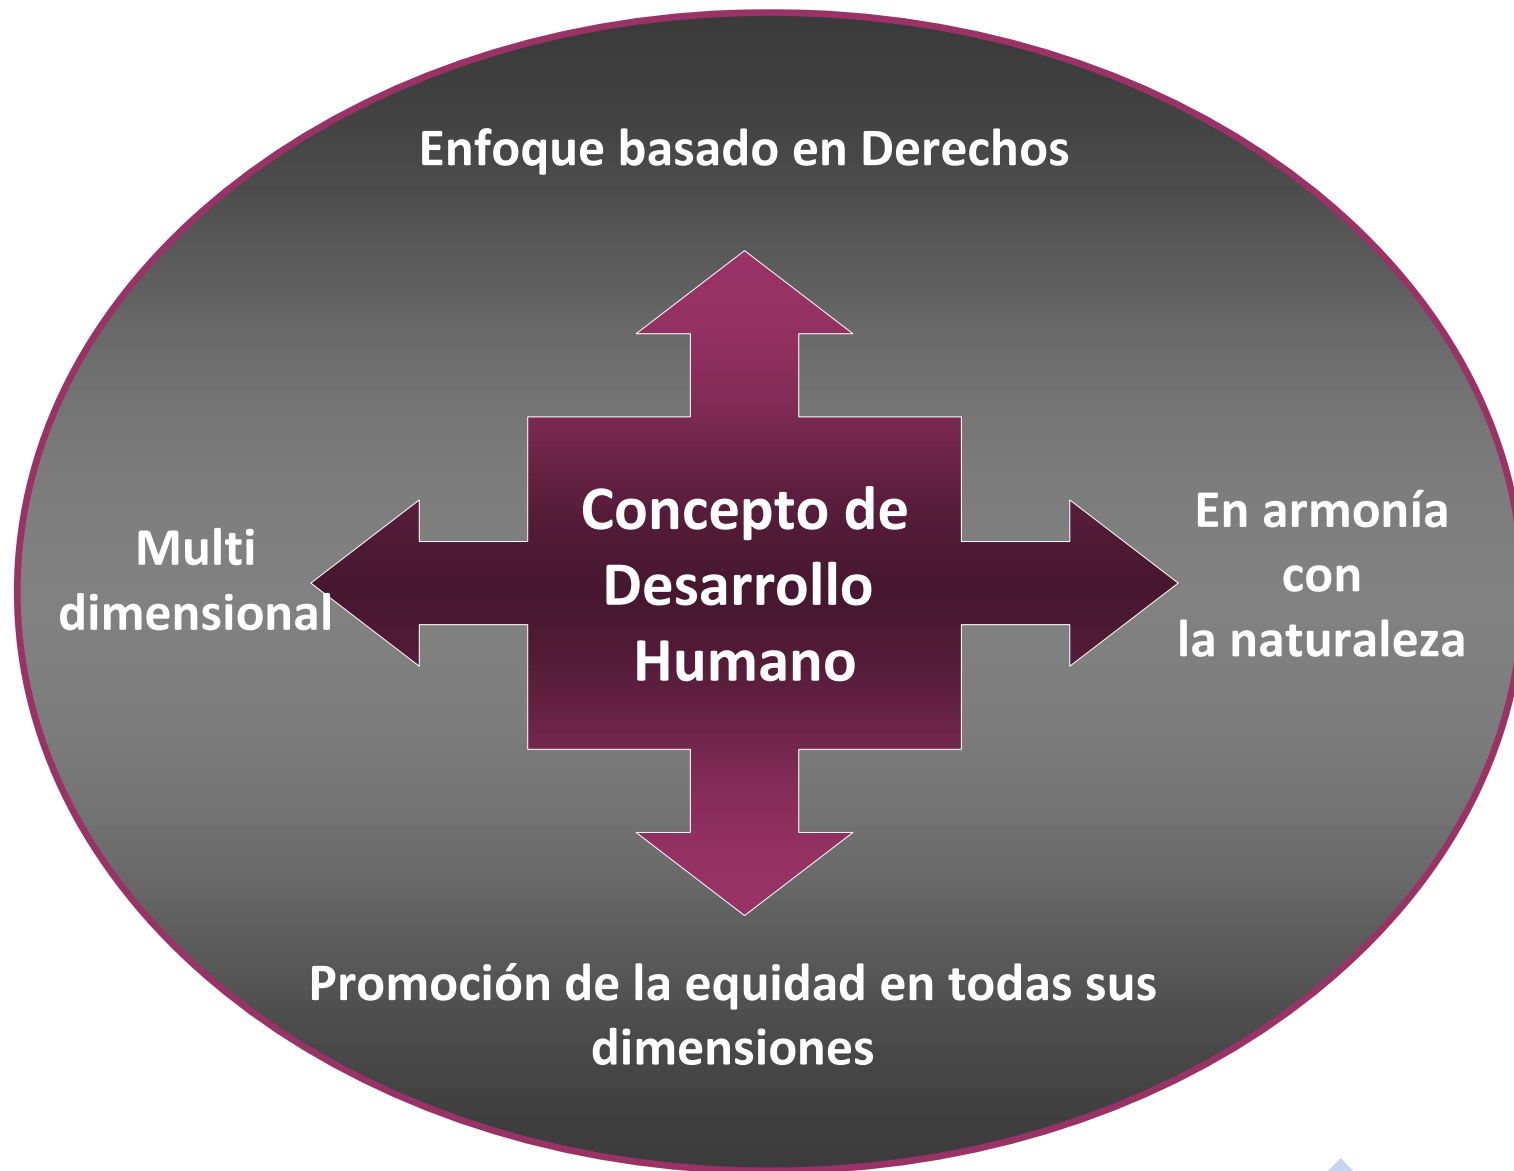 Enfoque basado en Derechos
Multi
dimensional
Concepto de
Desarrollo
Humano
En armonía
con
la naturaleza
Promoción de la equidad en todas sus
dimensiones